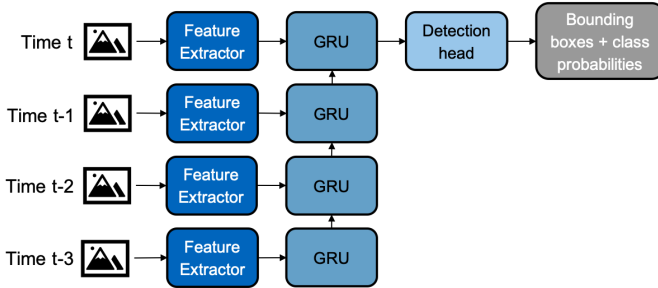 Time t
Feature
Extractor
GRU
Detection
head
Bounding
boxes + class
probabilities
Time t-1
Feature
Extractor
GRU
Time t-2
Feature
Extractor
GRU
Time t-3
Feature
Extractor
GRU